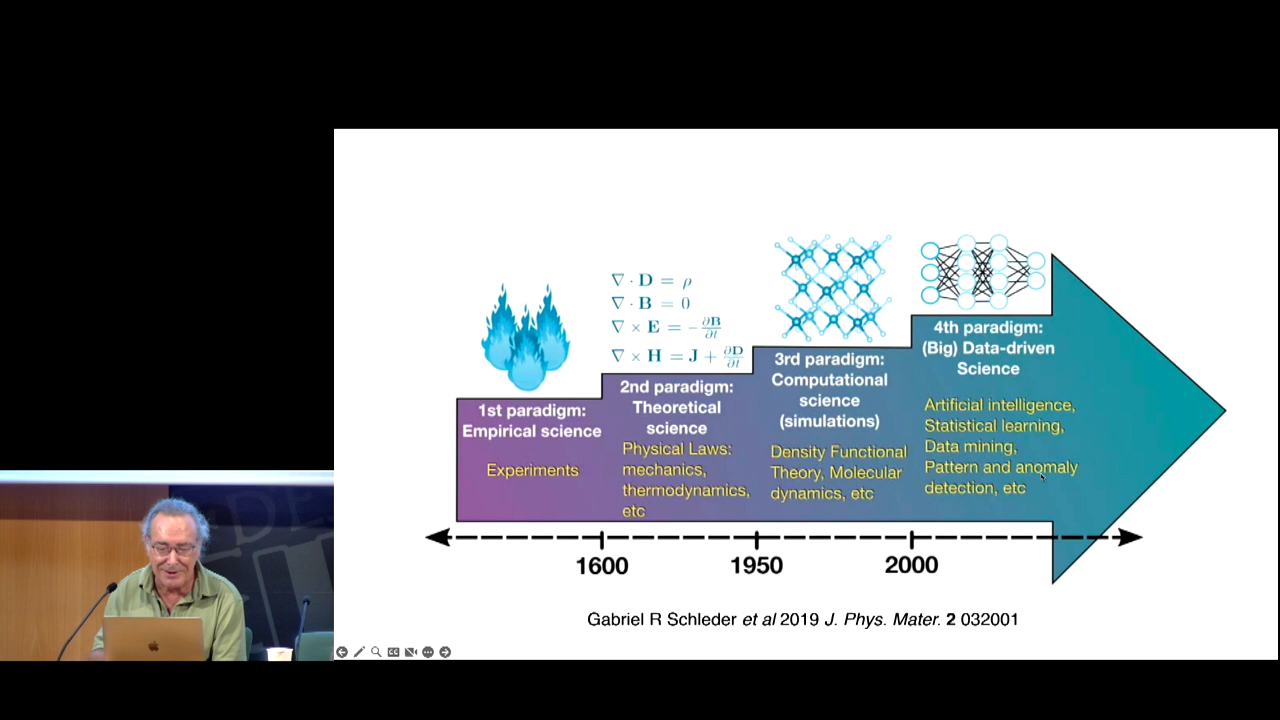 ∇ · D = ρ
∇ · B = 0
∇ × E = -∂B/∂t
∇ × H = J + ∂D/∂t
1st paradigm:
Empirical science
Experiments
2nd paradigm:
Theoretical
science
Physical Laws:
mechanics,
thermodynamics,
etc
3rd paradigm:
Computational
science
(simulations)
Density Functional
Theory, Molecular
dynamics, etc
4th paradigm:
(Big) Data-driven
Science
Artificial intelligence,
Statistical learning,
Data mining,
Pattern and anomaly
detection, etc
1600
1950
2000
Gabriel R Schleder et al 2019 J. Phys. Mater. 2 032001